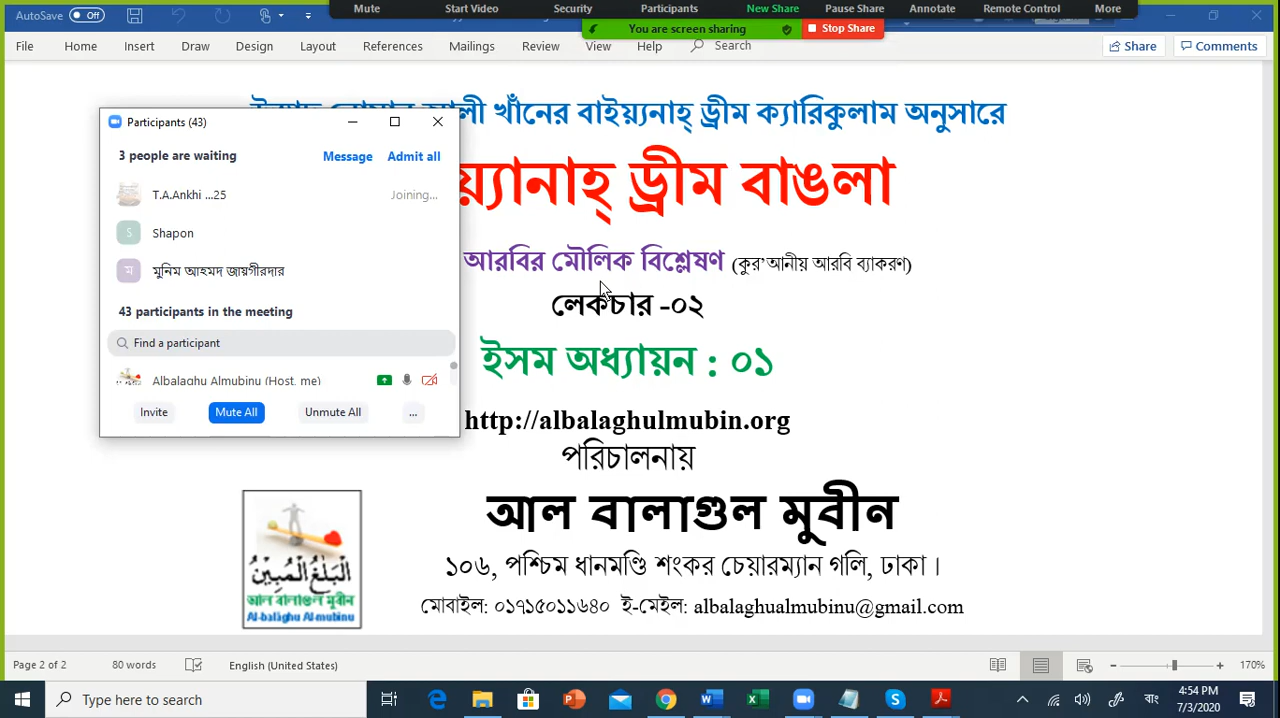 AutoSave Off
Mute Start Video Security Participants New Share Pause Share Annotate Remote Control More
You are screen sharing Stop Share
File Home Insert Draw Design Layout References Mailings Review View Help Search Share Comments
খাঁনের বাইয়্যনাহ্ ড্রীম ক্যারিকুলাম অনুসারে
Participants (43)
3 people are waiting Message Admit all
T.A.Ankhi ...25 Joining...
S Shapon
ম মুনিম আহমদ জায়গীরদার
43 participants in the meeting
Find a participant
Albalaghu Almubinu (Host, me)
Invite Mute All Unmute All ...
য়্যানাহ্ ড্রীম বাঙলা
আরবির মৌলিক বিশ্লেষণ (কুর’আনীয় আরবি ব্যাকরণ)
লেকচার -০২
ইসম অধ্যায়ন : ০১
http://albalaghulmubin.org
পরিচালনায়
আল বালাগুল মুবীন
১০৬, পশ্চিম ধানমণ্ডি শংকর চেয়ারম্যান গলি, ঢাকা।
মোবাইল: ০১৭১৫০১১৬৪০ ই-মেইল: albalaghualmubinu@gmail.com
البلغ المبين
আল বালাগুল মুবীন
Al-balaghu Al-mubinu
Page 2 of 2 80 words English (United States) 170%
Type here to search
বাং
4:54 PM
7/3/2020